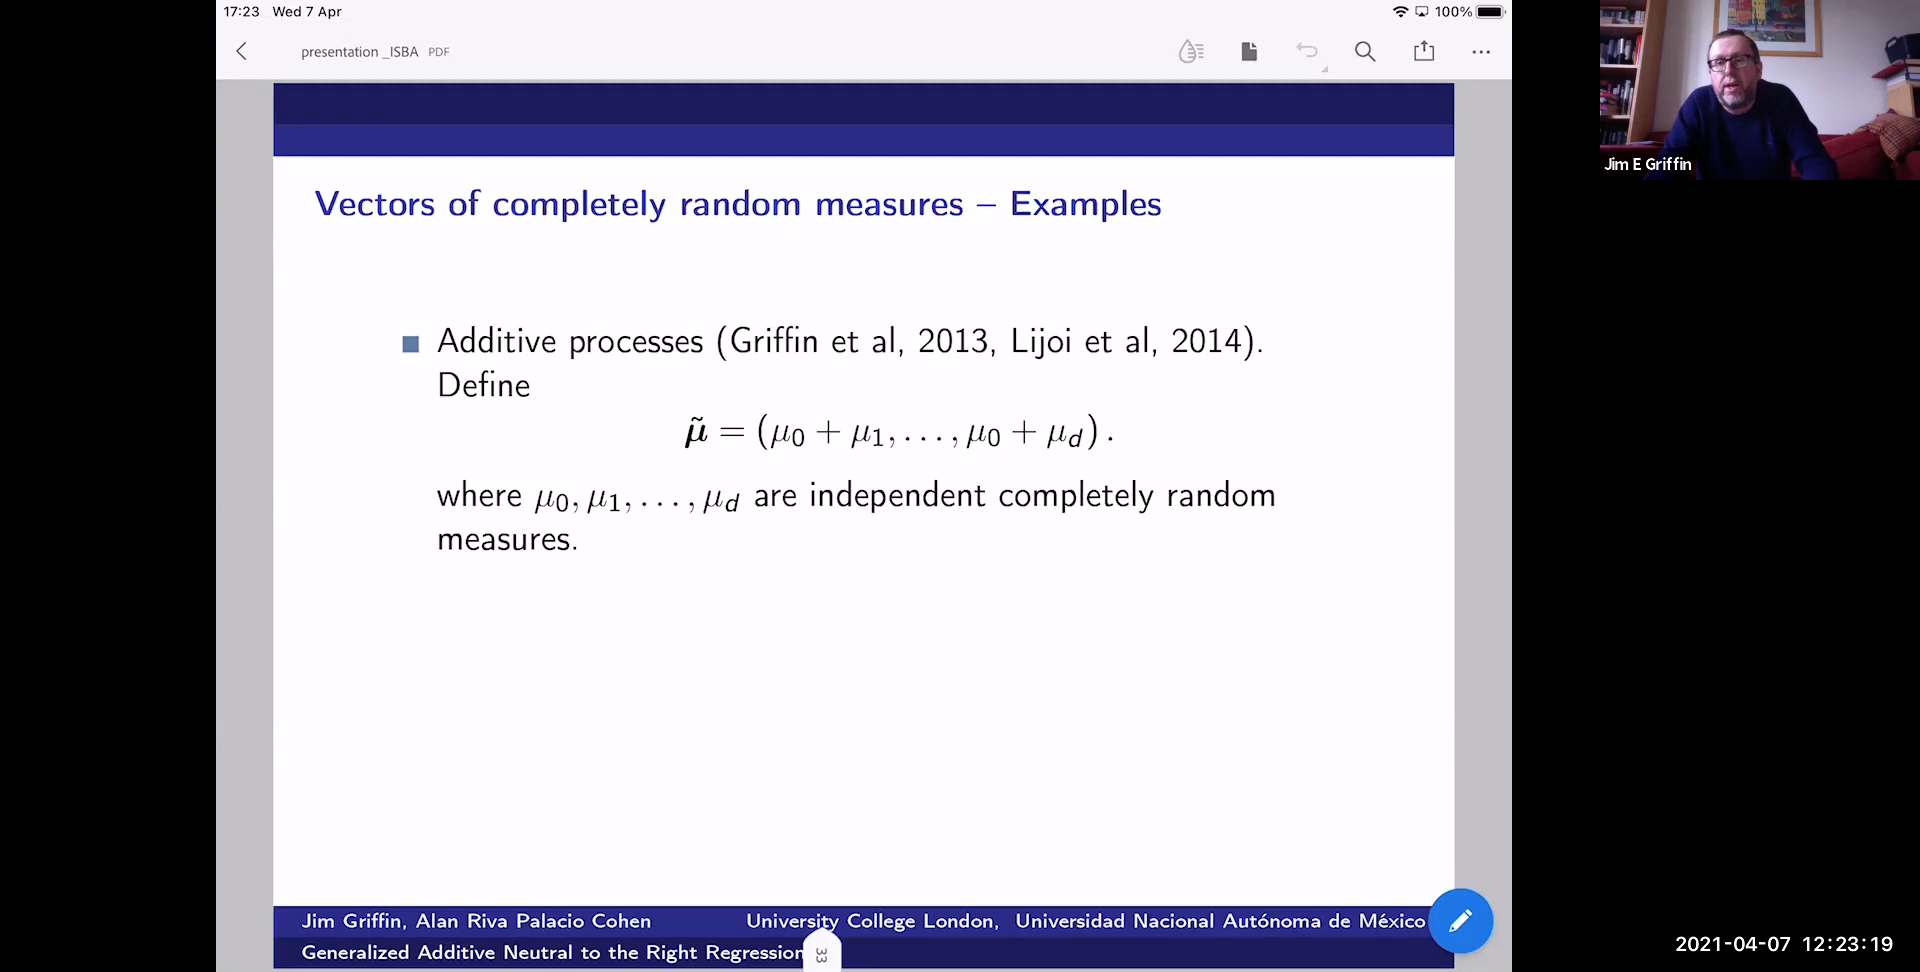 17:23 Wed 7 Apr
100%
presentation _ISBA PDF
Jim E Griffin
Vectors of completely random measures – Examples
Additive processes (Griffin et al, 2013, Lijoi et al, 2014).
Define
μ̃ = (μ₀ + μ₁, . . . , μ₀ + μ_d) .
where μ₀, μ₁, . . . , μ_d are independent completely random
measures.
Jim Griffin, Alan Riva Palacio Cohen University College London, Universidad Nacional Autónoma de México
Generalized Additive Neutral to the Right Regression
33
2021-04-07 12:23:19